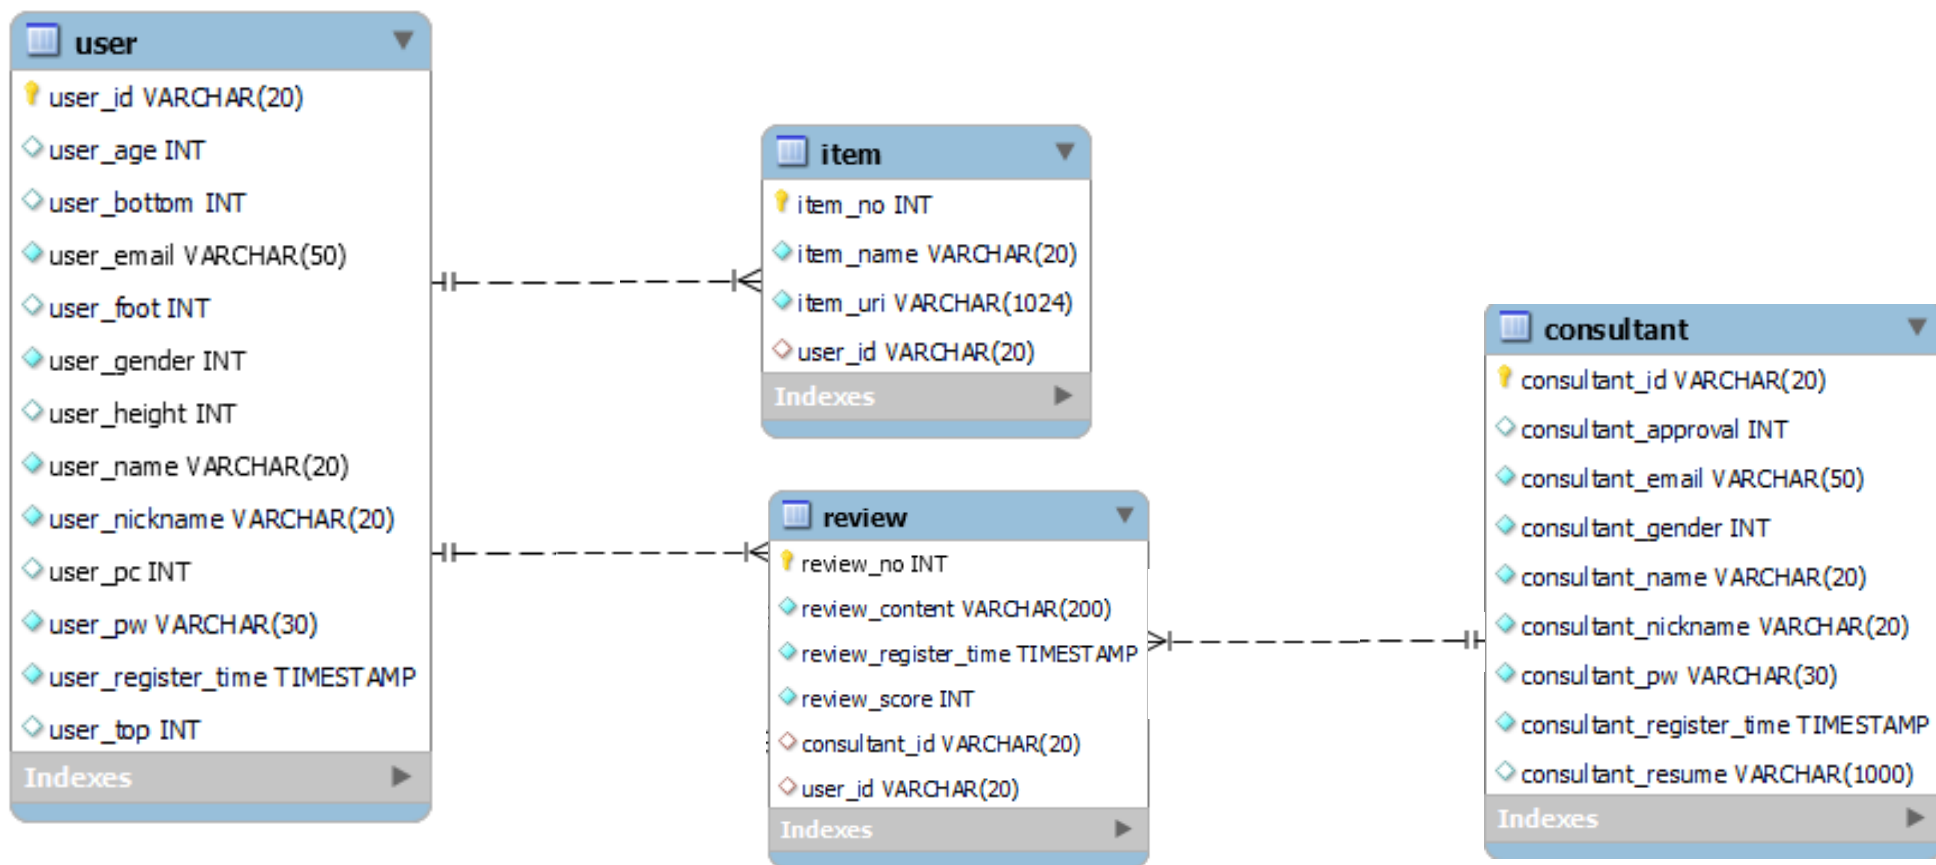 user
user_id VARCHAR(20)
user_age INT
user_bottom INT
user_email VARCHAR(50)
user_foot INT
user_gender INT
user_height INT
user_name VARCHAR(20)
user_nickname VARCHAR(20)
user_pc INT
user_pw VARCHAR(30)
user_register_time TIMESTAMP
user_top INT
Indexes
item
item_no INT
item_name VARCHAR(20)
item_uri VARCHAR(1024)
user_id VARCHAR(20)
Indexes
review
review_no INT
review_content VARCHAR(200)
review_register_time TIMESTAMP
review_score INT
consultant_id VARCHAR(20)
user_id VARCHAR(20)
Indexes
consultant
consultant_id VARCHAR(20)
consultant_approval INT
consultant_email VARCHAR(50)
consultant_gender INT
consultant_name VARCHAR(20)
consultant_nickname VARCHAR(20)
consultant_pw VARCHAR(30)
consultant_register_time TIMESTAMP
consultant_resume VARCHAR(1000)
Indexes